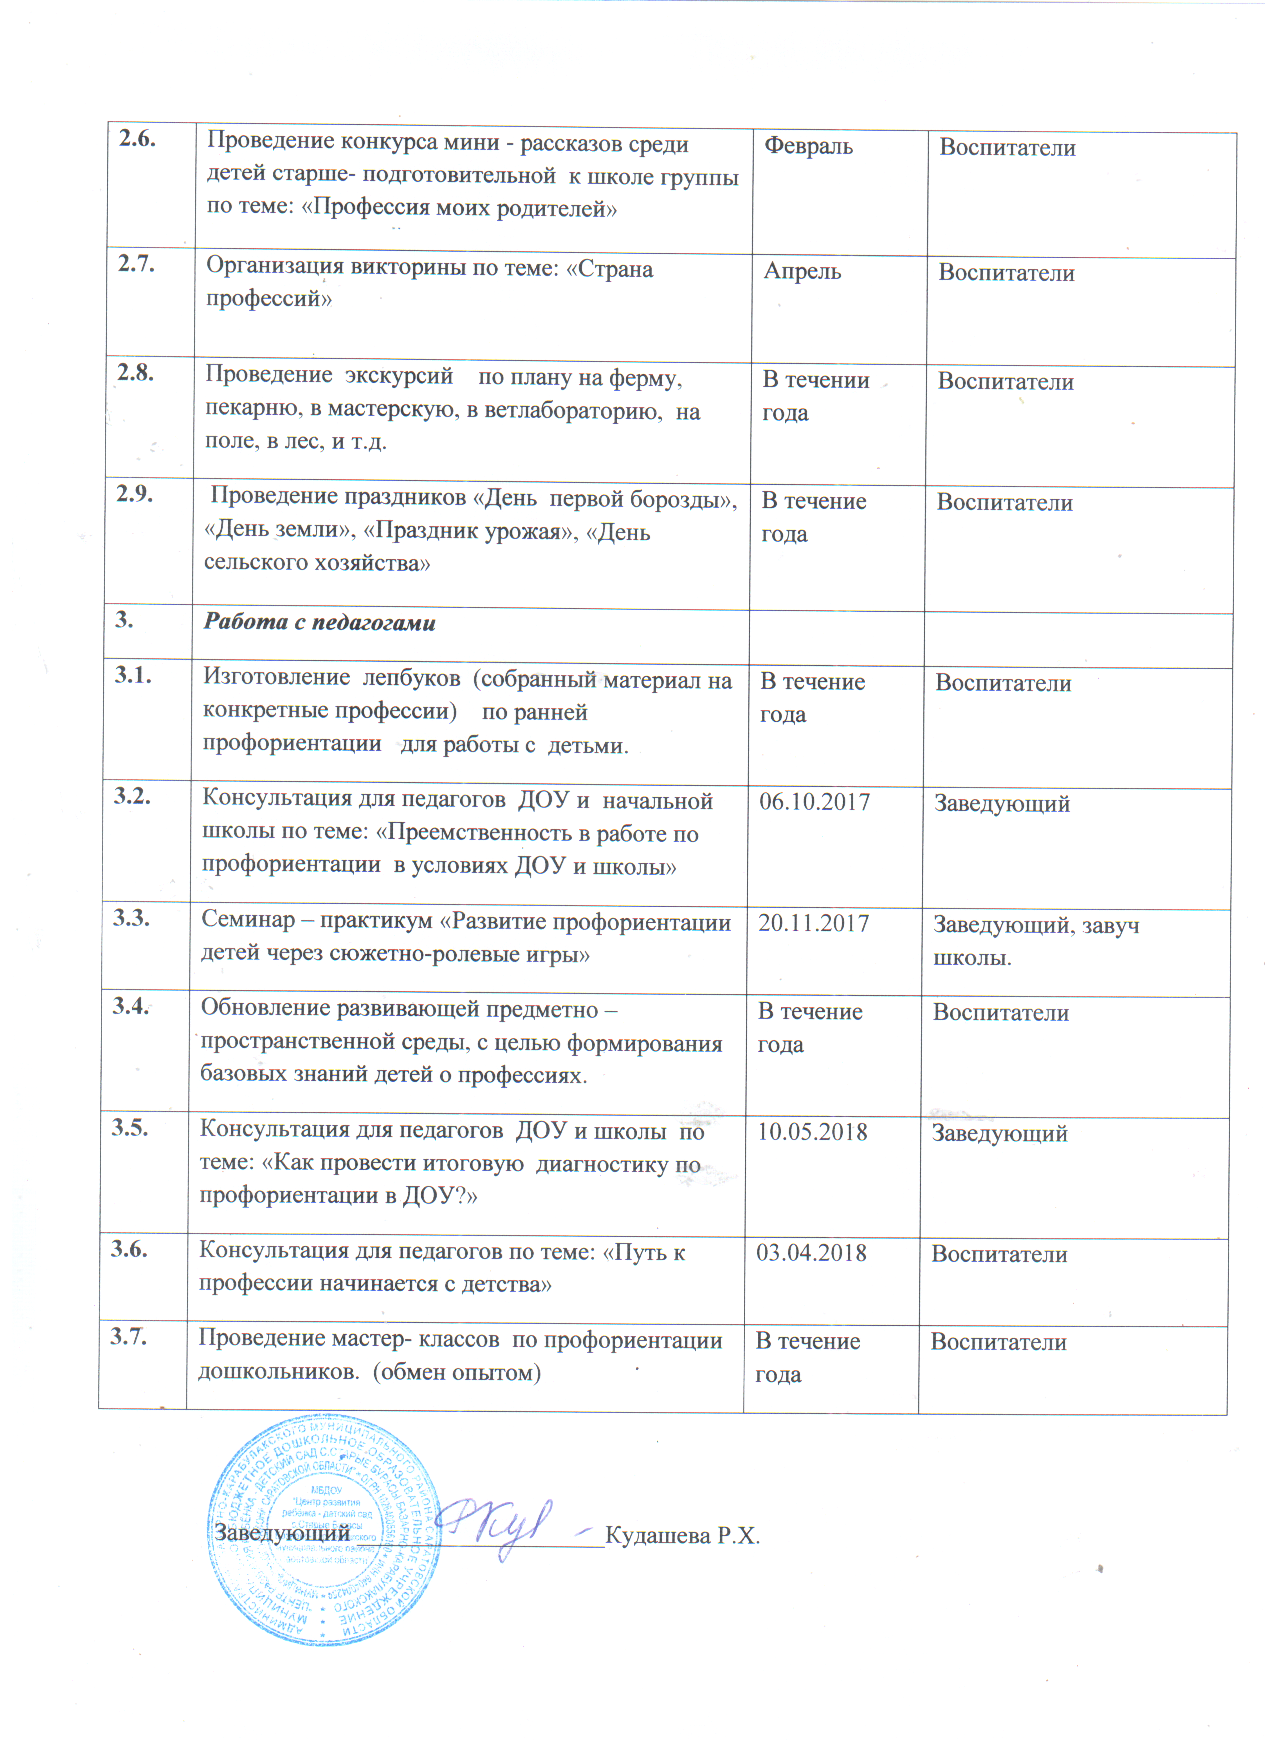 2.6. Проведение конкурса мини - рассказов среди Февраль Воспитатели
детей старше- подготовительной к школе группы
по теме: «Профессия моих родителей»
2.7. Организация викторины по теме: «Страна Апрель Воспитатели
профессий»
2.8. Проведение экскурсий по плану на ферму, В течении Воспитатели
пекарню, в мастерскую, в ветлабораторию, на года
поле, в лес, и т.д.
2.9. Проведение праздников «День первой борозды», В течение Воспитатели
«День земли», «Праздник урожая», «День года
сельского хозяйства»
3. Работа с педагогами
3.1. Изготовление лепбуков (собранный материал на В течение Воспитатели
конкретные профессии) по ранней года
профориентации для работы с детьми.
3.2. Консультация для педагогов ДОУ и начальной 06.10.2017 Заведующий
школы по теме: «Преемственность в работе по
профориентации в условиях ДОУ и школы»
3.3. Семинар – практикум «Развитие профориентации 20.11.2017 Заведующий, завуч
детей через сюжетно-ролевые игры» школы.
3.4. Обновление развивающей предметно – В течение Воспитатели
пространственной среды, с целью формирования года
базовых знаний детей о профессиях.
3.5. Консультация для педагогов ДОУ и школы по 10.05.2018 Заведующий
теме: «Как провести итоговую диагностику по
профориентации в ДОУ?»
3.6. Консультация для педагогов по теме: «Путь к 03.04.2018 Воспитатели
профессии начинается с детства»
3.7. Проведение мастер- классов по профориентации В течение Воспитатели
дошкольников. (обмен опытом) года
МБДОУ
"Центр развития
ребенка - детский сад
с.Старые Бурасы
Заведующий Кудашева Р.Х.